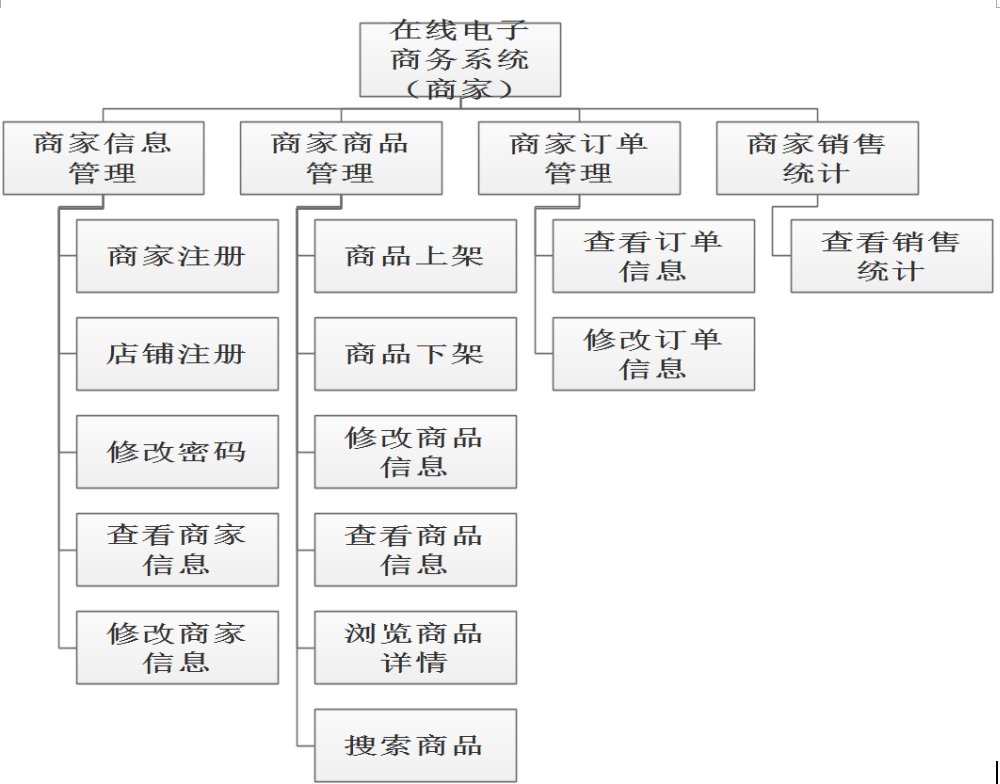 在线电子
商务系统
（商家）
商家信息
管理
商家商品
管理
商家订单
管理
商家销售
统计
商家注册
店铺注册
修改密码
查看商家
信息
修改商家
信息
商品上架
商品下架
修改商品
信息
查看商品
信息
浏览商品
详情
搜索商品
查看订单
信息
修改订单
信息
查看销售
统计